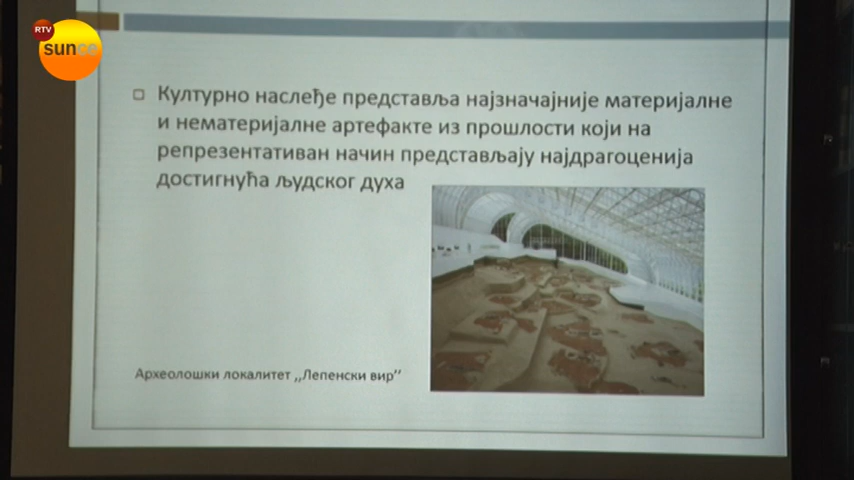 RTV
sunce
Културно наслеђе представља најзначајније материјалне
и нематеријалне артефакте из прошлости који на
репрезентативан начин представљају најдрагоценија
достигнућа људског духа
Археолошки локалитет ,,Лепенски вир”